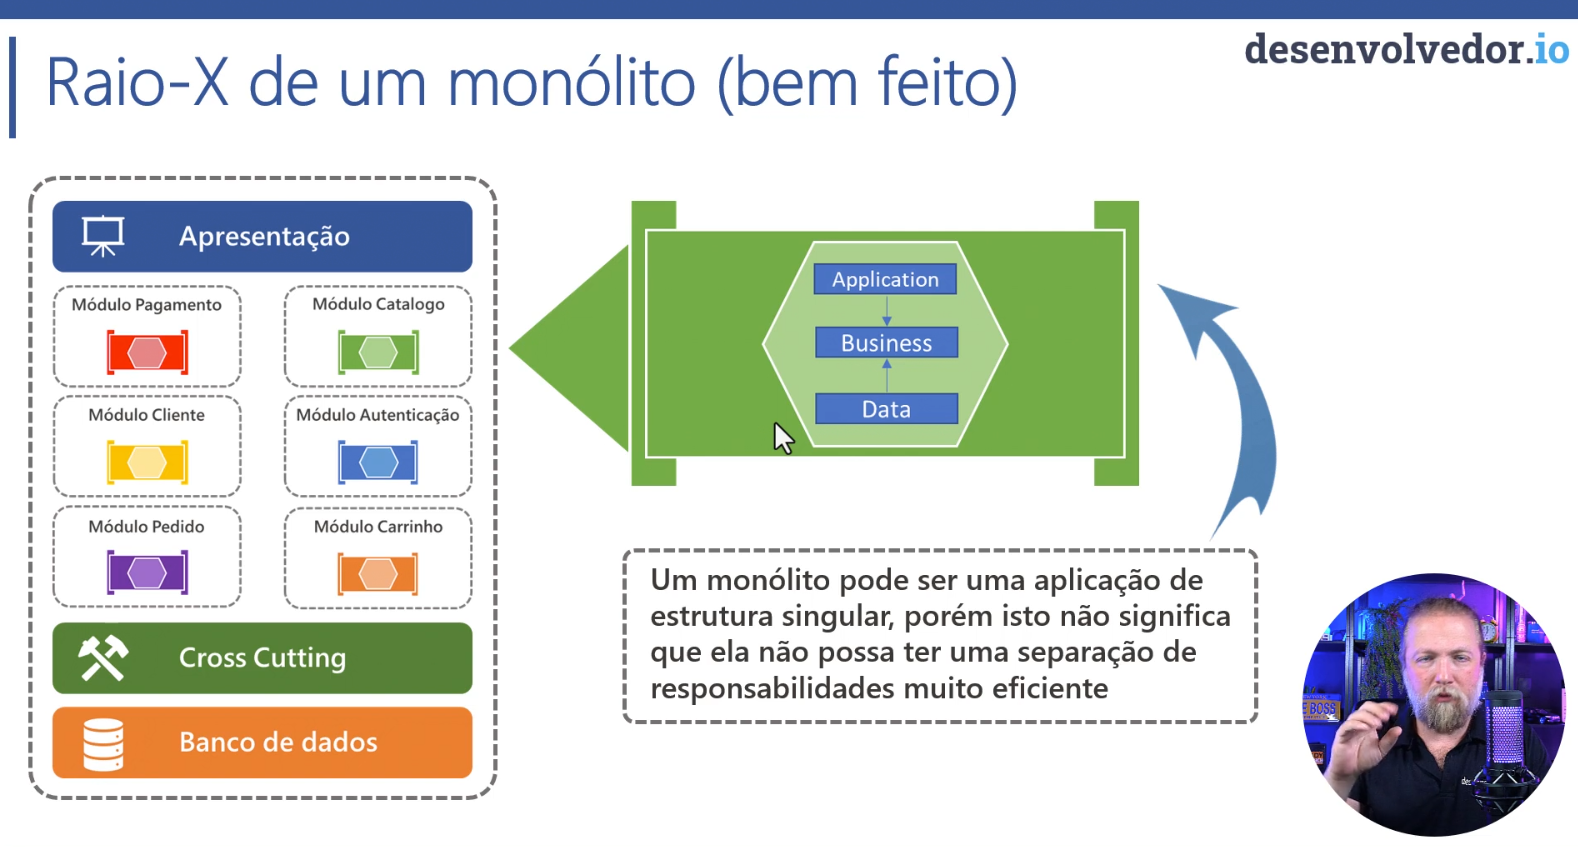 desenvolvedor.io
Raio-X de um monólito (bem feito)
Apresentação
Módulo Pagamento
Módulo Catalogo
Módulo Cliente
Módulo Autenticação
Módulo Pedido
Módulo Carrinho
Cross Cutting
Banco de dados
Application
Business
Data
Um monólito pode ser uma aplicação de
estrutura singular, porém isto não significa
que ela não possa ter uma separação de
responsabilidades muito eficiente
E BOSS